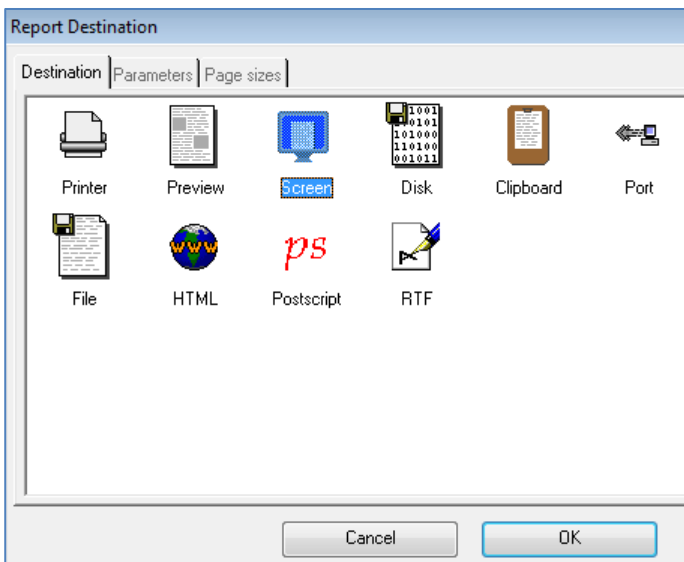 Report Destination
Destination Parameters Page sizes
Printer Preview Screen Disk Clipboard Port
File HTML Postscript RTF
Cancel OK